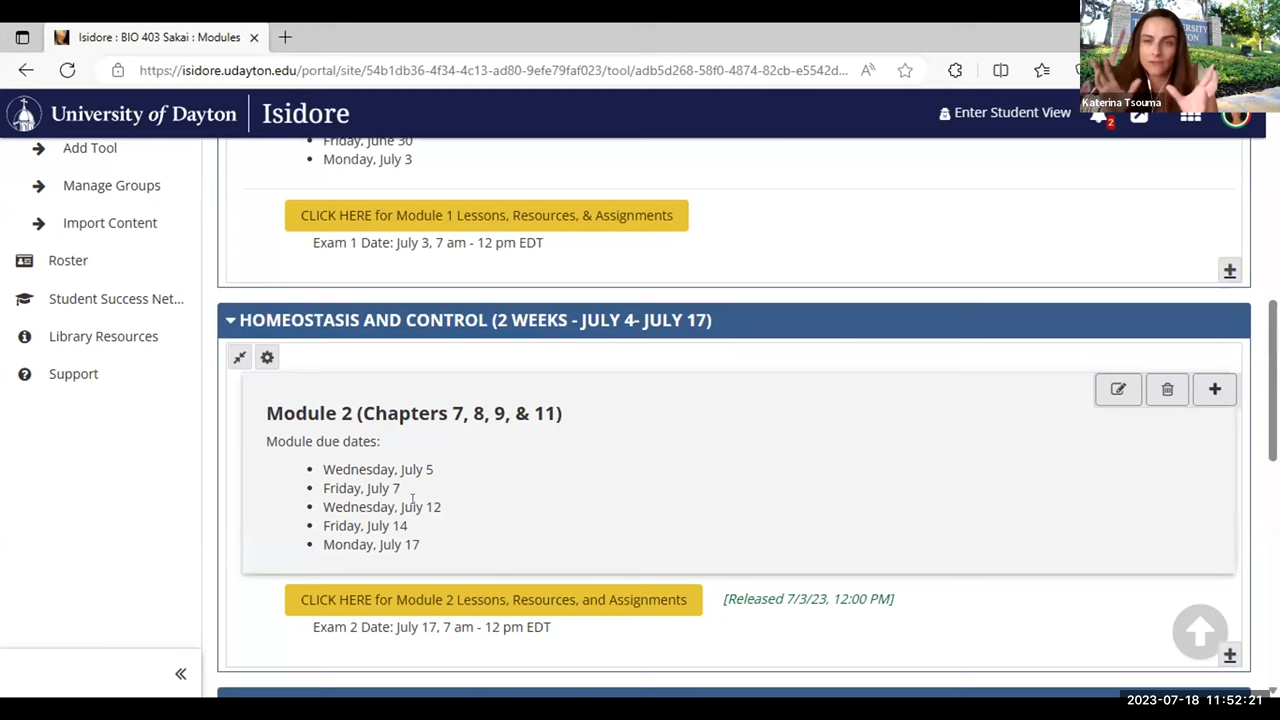 Isidore : BIO 403 Sakai : Modules
https://isidore.udayton.edu/portal/site/54b1db36-4f34-4c13-ad80-9efe79faf023/tool/adb5d268-58f0-4874-82cb-e5542d...
Katerina Tsouma
University of Dayton
Isidore
Enter Student View
2
Add Tool
Manage Groups
Import Content
Roster
Student Success Net...
Library Resources
Support
Friday, June 30
Monday, July 3
CLICK HERE for Module 1 Lessons, Resources, & Assignments
Exam 1 Date: July 3, 7 am - 12 pm EDT
HOMEOSTASIS AND CONTROL (2 WEEKS - JULY 4- JULY 17)
Module 2 (Chapters 7, 8, 9, & 11)
Module due dates:
Wednesday, July 5
Friday, July 7
Wednesday, July 12
Friday, July 14
Monday, July 17
CLICK HERE for Module 2 Lessons, Resources, and Assignments
[Released 7/3/23, 12:00 PM]
Exam 2 Date: July 17, 7 am - 12 pm EDT
2023-07-18 11:52:21